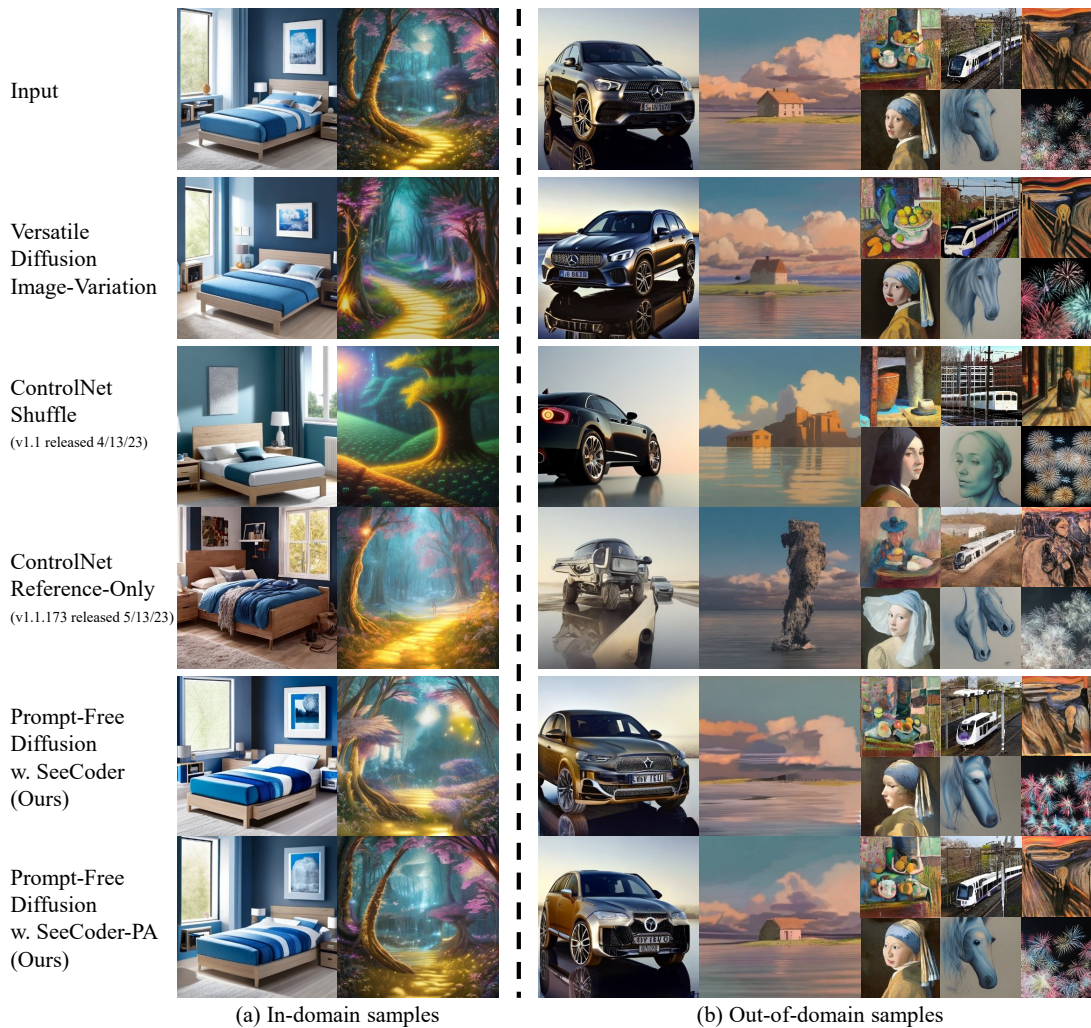 Input
Versatile
Diffusion
Image-Variation
ControlNet
Shuffle
(v1.1 released 4/13/23)
ControlNet
Reference-Only
(v1.1.173 released 5/13/23)
Prompt-Free
Diffusion
w. SeeCoder
(Ours)
Prompt-Free
Diffusion
w. SeeCoder-PA
(Ours)
(a) In-domain samples
(b) Out-of-domain samples